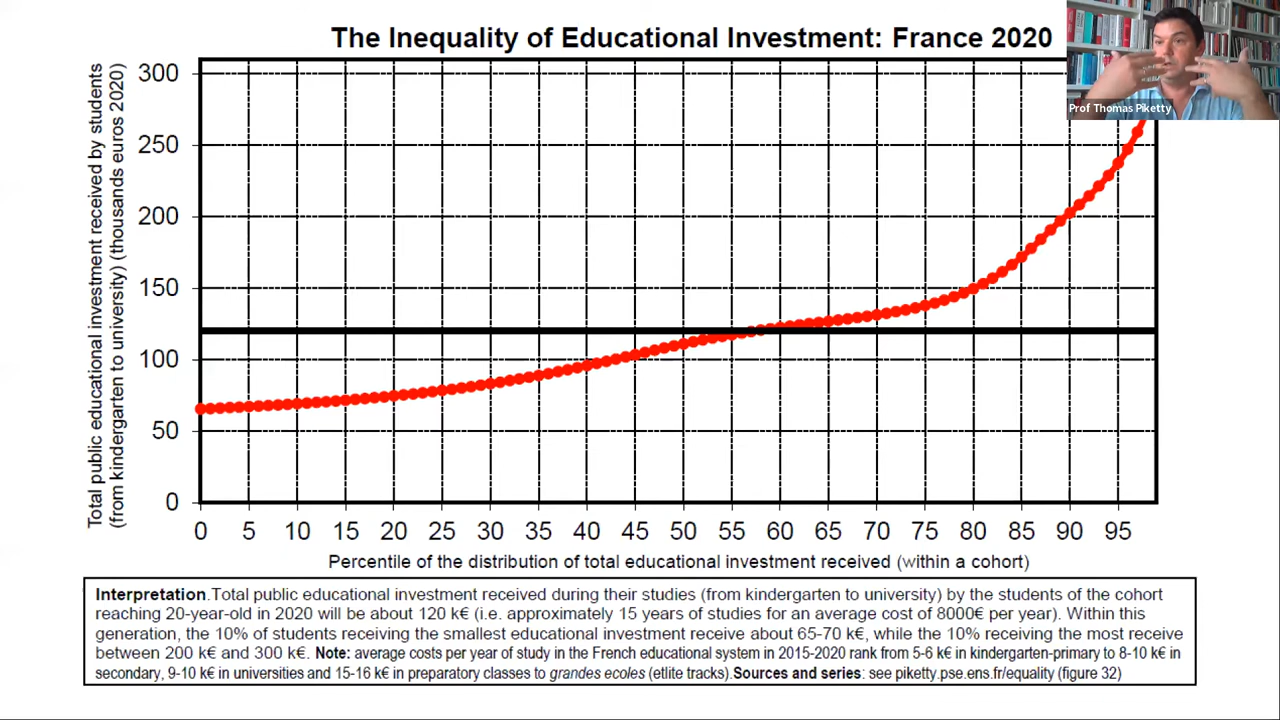 The Inequality of Educational Investment: France 2020
Prof Thomas Piketty
Total public educational investment received by students
(from kindergarten to university) (thousands euros 2020)
300
250
200
150
100
50
0
0 5 10 15 20 25 30 35 40 45 50 55 60 65 70 75 80 85 90 95
Percentile of the distribution of total educational investment received (within a cohort)
Interpretation.Total public educational investment received during their studies (from kindergarten to university) by the students of the cohort
reaching 20-year-old in 2020 will be about 120 k€ (i.e. approximately 15 years of studies for an average cost of 8000€ per year). Within this
generation, the 10% of students receiving the smallest educational investment receive about 65-70 k€, while the 10% receiving the most receive
between 200 k€ and 300 k€. Note: average costs per year of study in the French educational system in 2015-2020 rank from 5-6 k€ in kindergarten-primary to 8-10 k€ in
secondary, 9-10 k€ in universities and 15-16 k€ in preparatory classes to grandes ecoles (etlite tracks).Sources and series: see piketty.pse.ens.fr/equality (figure 32)